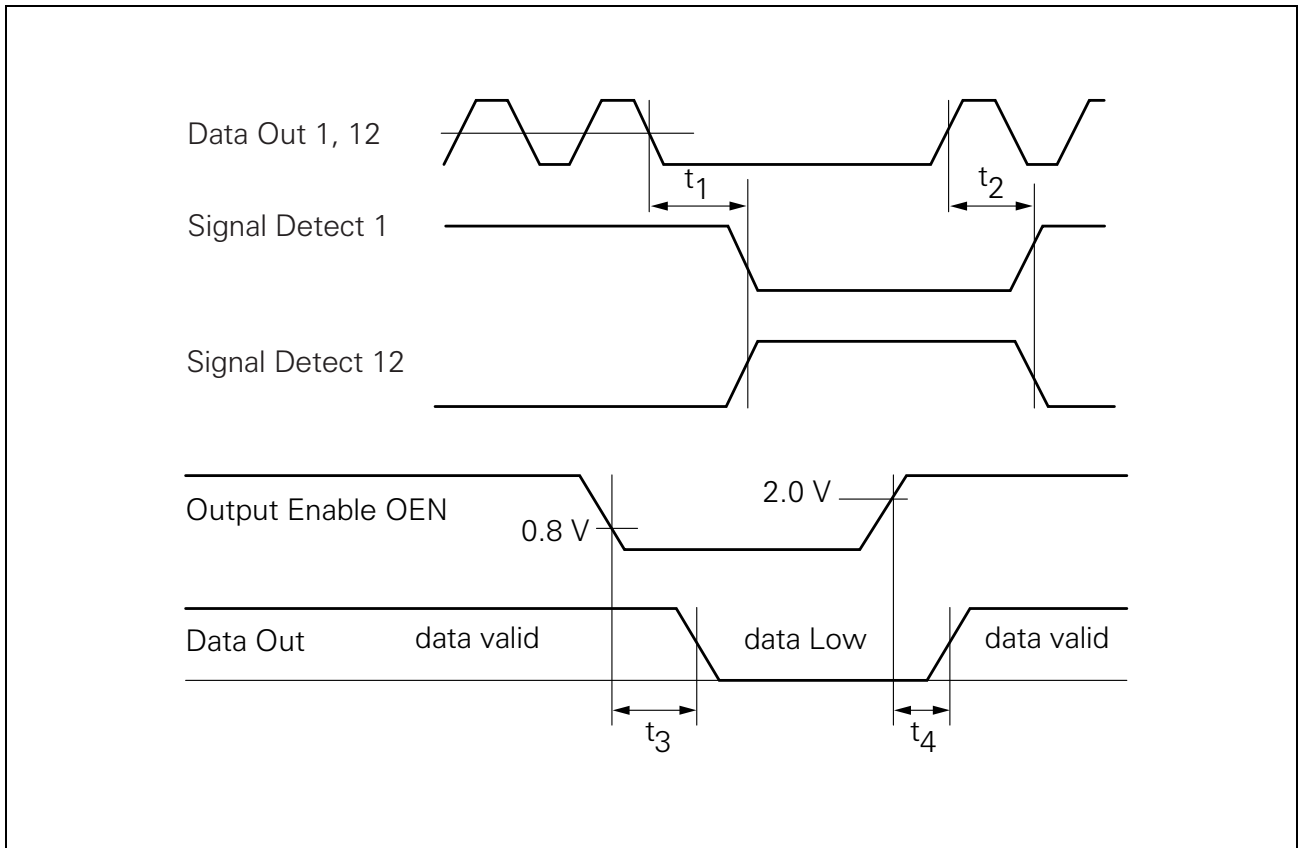 Data Out 1, 12
t1
t2
Signal Detect 1
Signal Detect 12
2.0 V
Output Enable OEN
0.8 V
Data Out
data valid
data Low
data valid
t3
t4